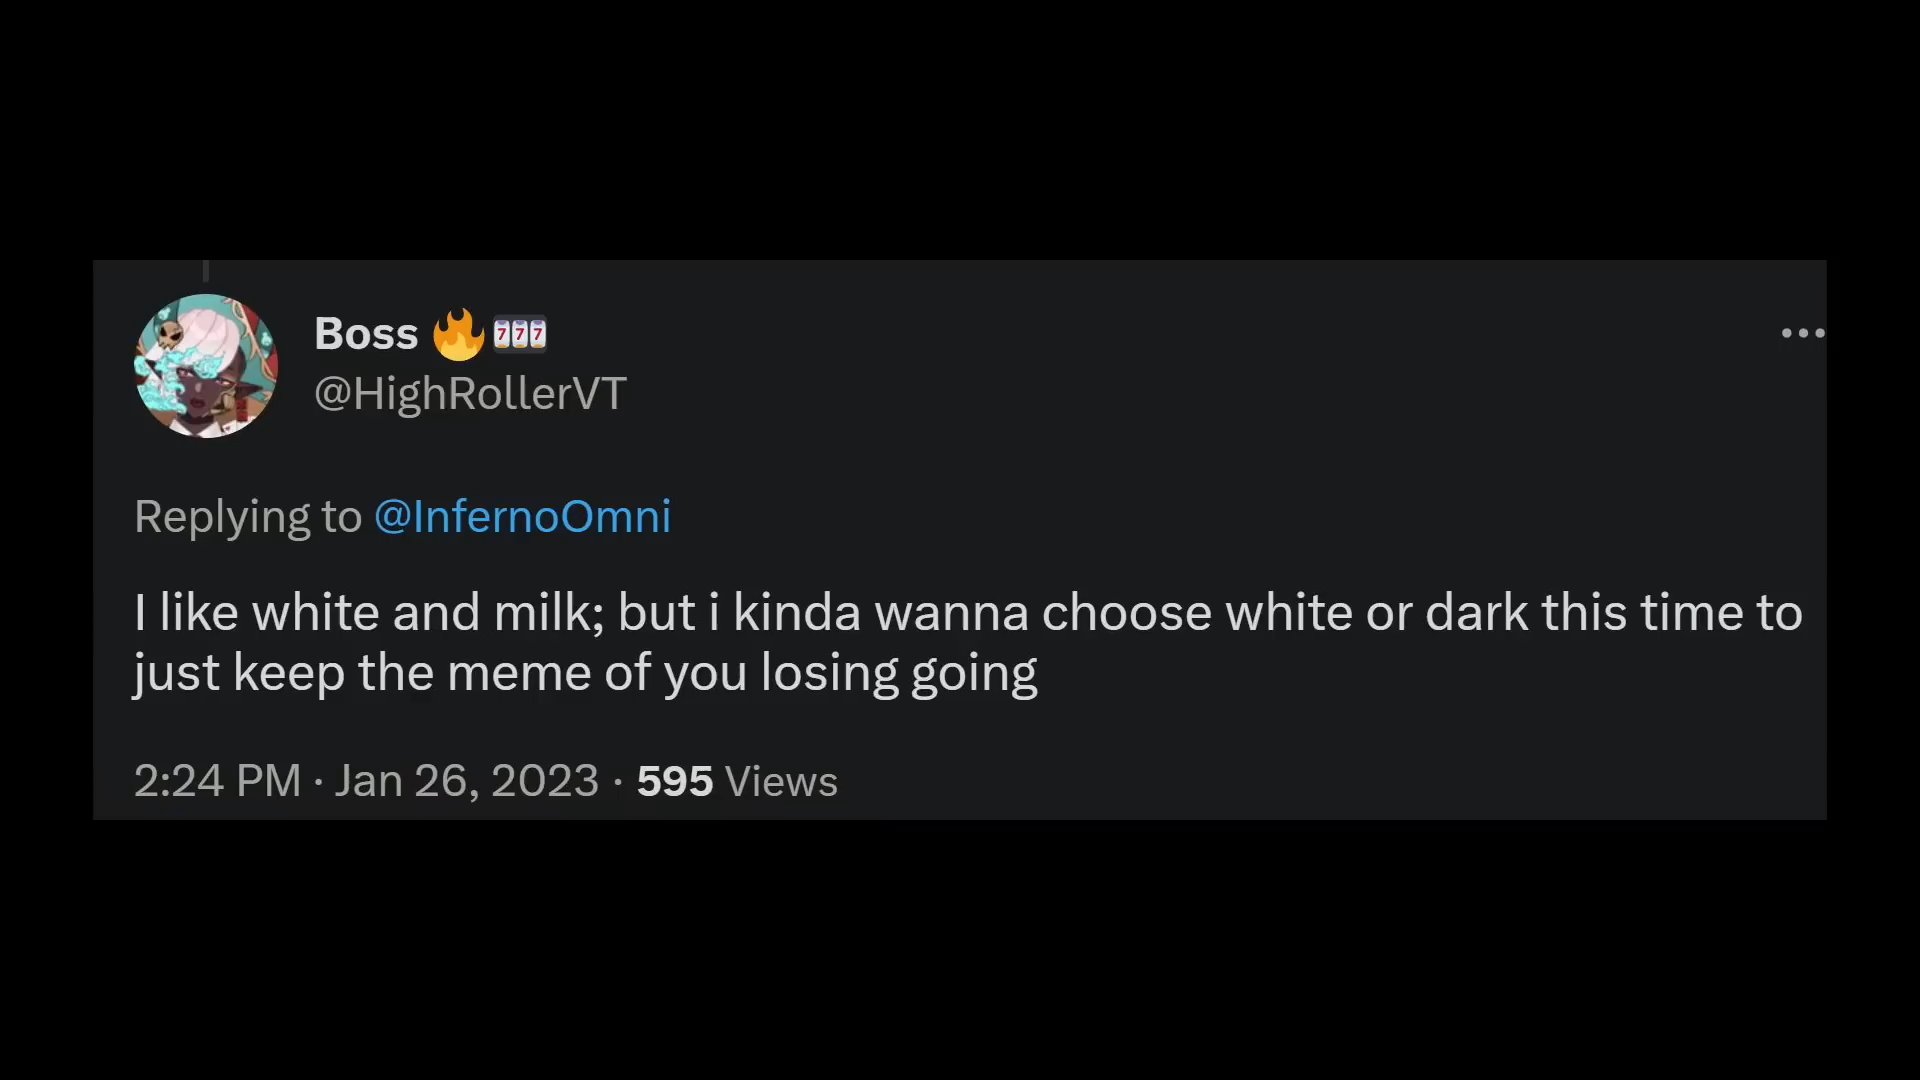 Boss 🔥🎰
@HighRollerVT
Replying to @InfernoOmni
I like white and milk; but i kinda wanna choose white or dark this time to
just keep the meme of you losing going
2:24 PM · Jan 26, 2023 · 595 Views